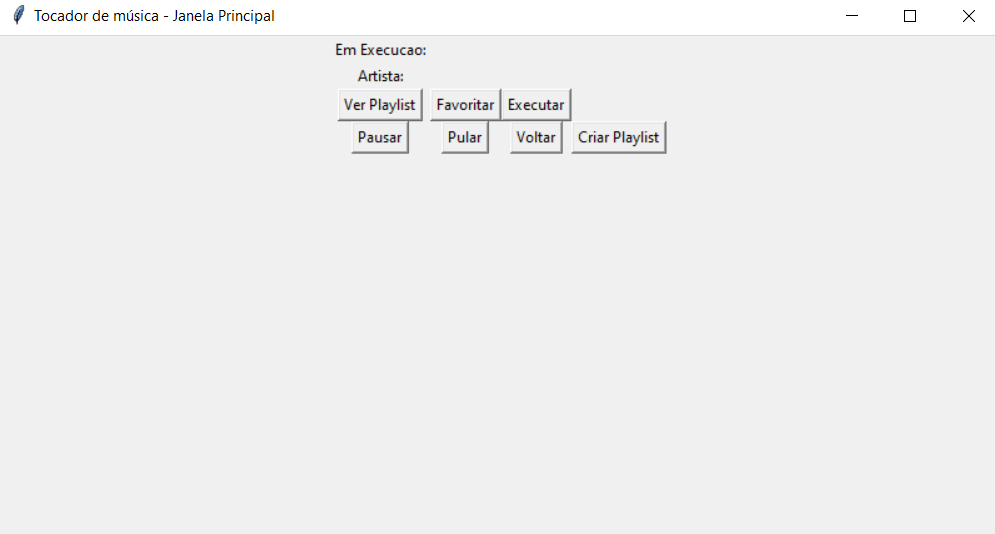 Tocador de música - Janela Principal
Em Execucao:
Artista:
Ver Playlist Favoritar Executar
Pausar Pular Voltar Criar Playlist